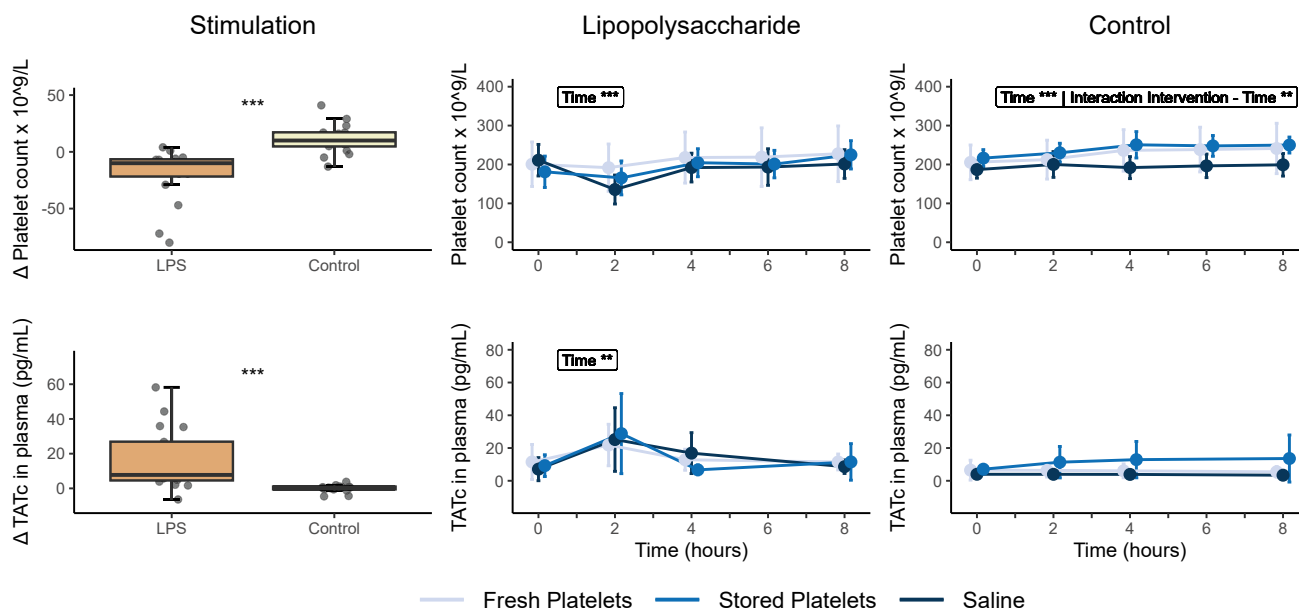 Stimulation
Lipopolysaccharide
Control
Δ Platelet count x 10^9/L
50
0
-50
***
LPS
Control
Platelet count x 10^9/L
400
300
200
100
0
Time ***
0
2
4
6
8
Platelet count x 10^9/L
400
300
200
100
0
Time *** | Interaction Intervention - Time **
0
2
4
6
8
Δ TATc in plasma (pg/mL)
60
40
20
0
***
LPS
Control
TATc in plasma (pg/mL)
80
60
40
20
0
Time **
0
2
4
6
8
Time (hours)
TATc in plasma (pg/mL)
80
60
40
20
0
0
2
4
6
8
Time (hours)
Fresh Platelets
Stored Platelets
Saline